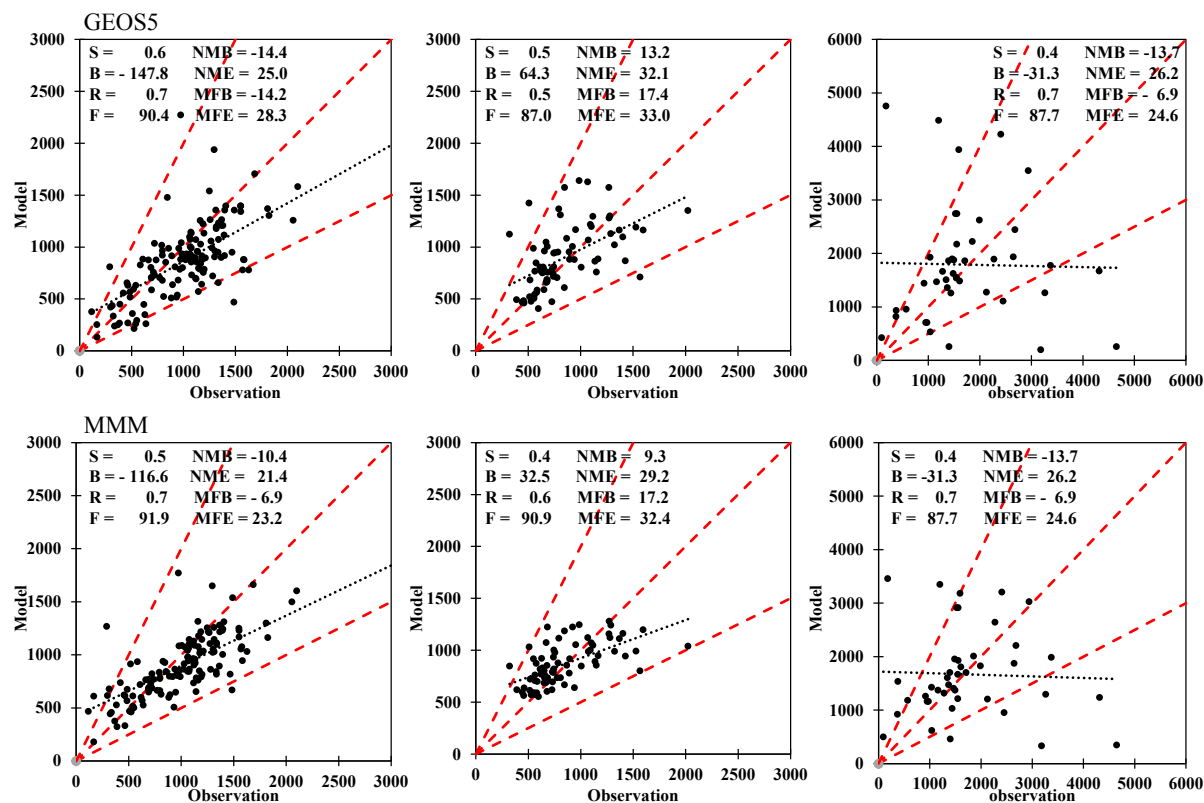 GEOS5
3000
2500
2000
1500
1000
500
0
Model
S = 0.6 NMB = -14.4
B = - 147.8 NME = 25.0
R = 0.7 MFB = -14.2
F = 90.4 MFE = 28.3
0 500 1000 1500 2000 2500 3000
Observation
3000
2500
2000
1500
1000
500
0
Model
S = 0.5 NMB = 13.2
B = 64.3 NME = 32.1
R = 0.5 MFB = 17.4
F = 87.0 MFE = 33.0
0 500 1000 1500 2000 2500 3000
Observation
6000
5000
4000
3000
2000
1000
0
Model
S = 0.4 NMB = -13.7
B = -31.3 NME = 26.2
R = 0.7 MFB = - 6.9
F = 87.7 MFE = 24.6
0 1000 2000 3000 4000 5000 6000
observation
MMM
3000
2500
2000
1500
1000
500
0
Model
S = 0.5 NMB = -10.4
B = - 116.6 NME = 21.4
R = 0.7 MFB = - 6.9
F = 91.9 MFE = 23.2
0 500 1000 1500 2000 2500 3000
Observation
3000
2500
2000
1500
1000
500
0
Model
S = 0.4 NMB = 9.3
B = 32.5 NME = 29.2
R = 0.6 MFB = 17.2
F = 90.9 MFE = 32.4
0 500 1000 1500 2000 2500 3000
Observation
6000
5000
4000
3000
2000
1000
0
Model
S = 0.4 NMB = -13.7
B = -31.3 NME = 26.2
R = 0.7 MFB = - 6.9
F = 87.7 MFE = 24.6
0 1000 2000 3000 4000 5000 6000
Observation